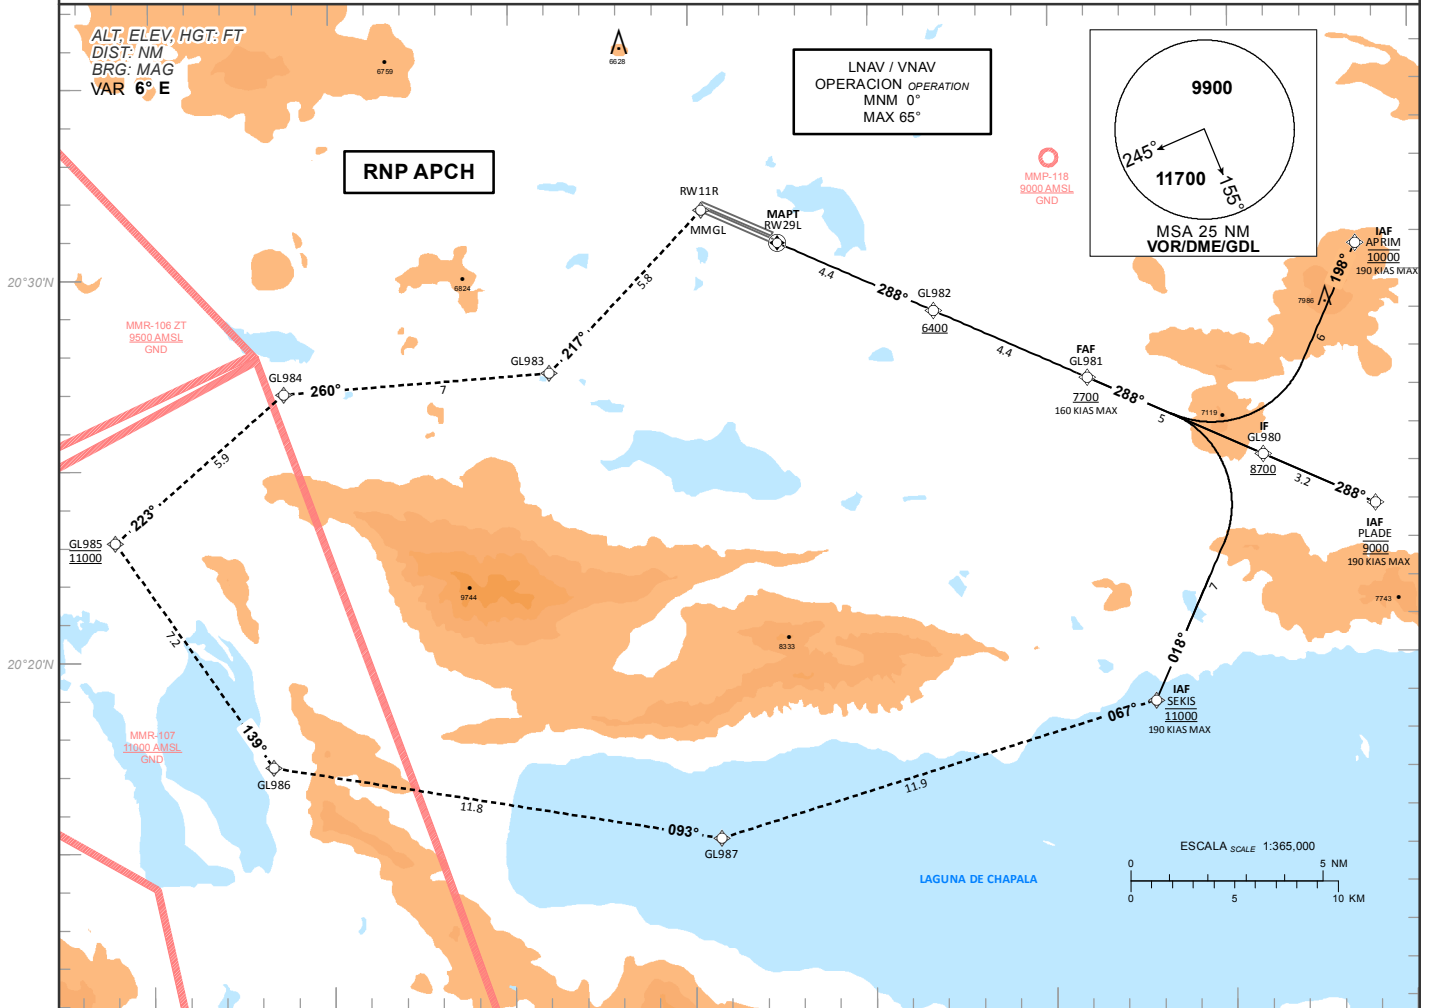 ALT, ELEV, HGT: FT
DIST: NM
BRG: MAG
VAR 6° E
6759
6628
LNAV / VNAV
OPERACION OPERATION
MNM 0°
MAX 65°
9900
245°
11700
155°
MSA 25 NM
VOR/DME/GDL
RNP APCH
MMP-118
9000 AMSL
GND
RW11R
MMGL
MAPT
RW29L
IAF
APRIM
10000
190 KIAS MAX
198°
7986
6
20°30'N
6824
5.8
4.4
288°
GL982
6400
4.4
MMR-106 ZT
9500 AMSL
GND
FAF
GL981
7700
160 KIAS MAX
288°
5
7119
IF
GL980
8700
3.2
288°
IAF
PLADE
9000
190 KIAS MAX
217°
GL983
GL984
260°
7
5.9
223°
GL985
11000
7.2
9744
8333
7743
7
018°
20°20'N
IAF
SEKIS
11000
190 KIAS MAX
067°
MMR-107
11000 AMSL
GND
139°
GL986
11.8
093°
GL987
11.9
LAGUNA DE CHAPALA
ESCALA SCALE 1:365,000
0 5 NM
0 5 10 KM